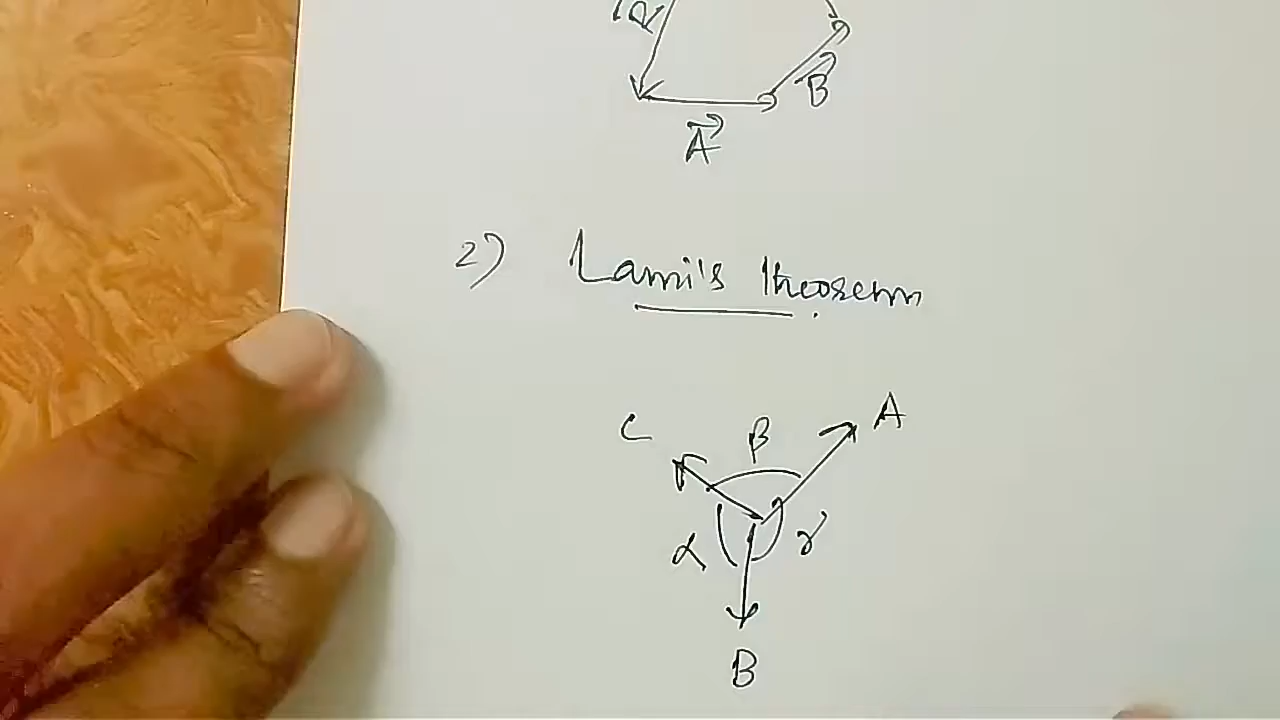 R
B
A
2) Lami's theorem
C β A
α γ
B